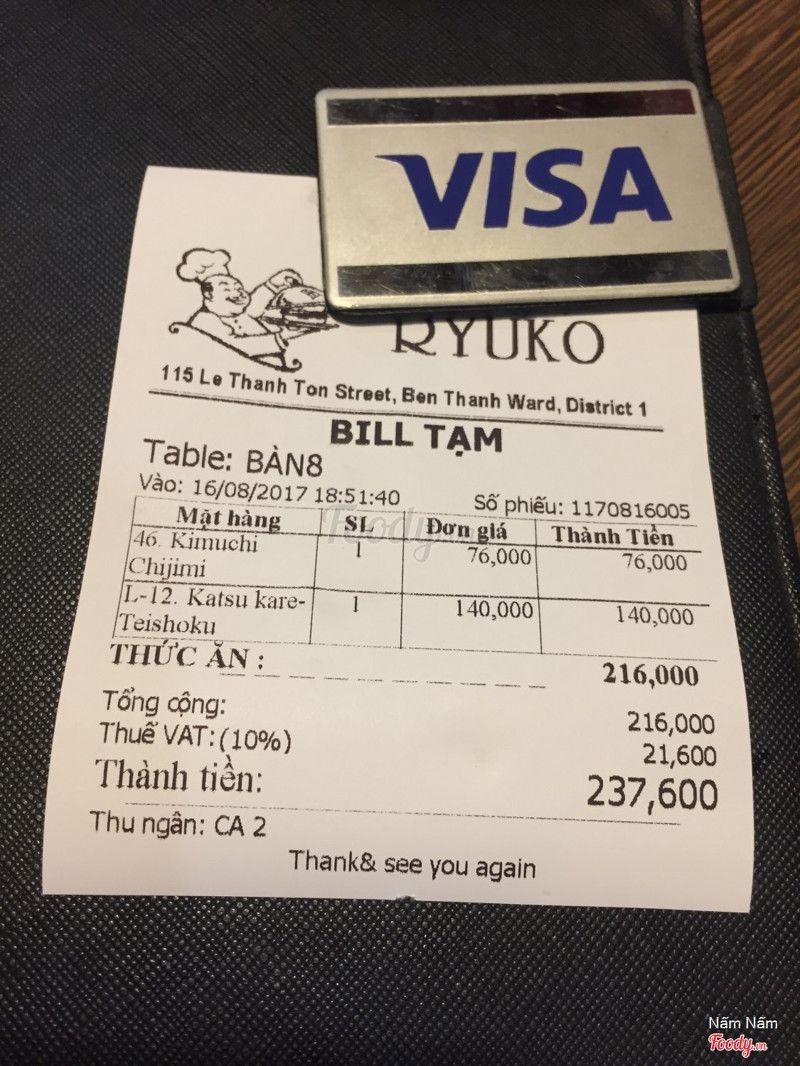 VISA
RYUKO
115 Le Thanh Ton Street, Ben Thanh Ward, District 1
BILL TẠM
Table: BÀN8
Vào: 16/08/2017 18:51:40 Số phiếu: 1170816005
Mặt hàng SL Đơn giá Thành Tiền
46. Kimuchi 1 76,000 76,000
Chijimi
L-12. Katsu kare- 1 140,000 140,000
Teishoku
THỨC ĂN : 216,000
Tổng cộng: 216,000
Thuế VAT:(10%) 21,600
Thành tiền: 237,600
Thu ngân: CA 2
Thank& see you again
Foody.vn
Nấm Nấm
Foody.vn